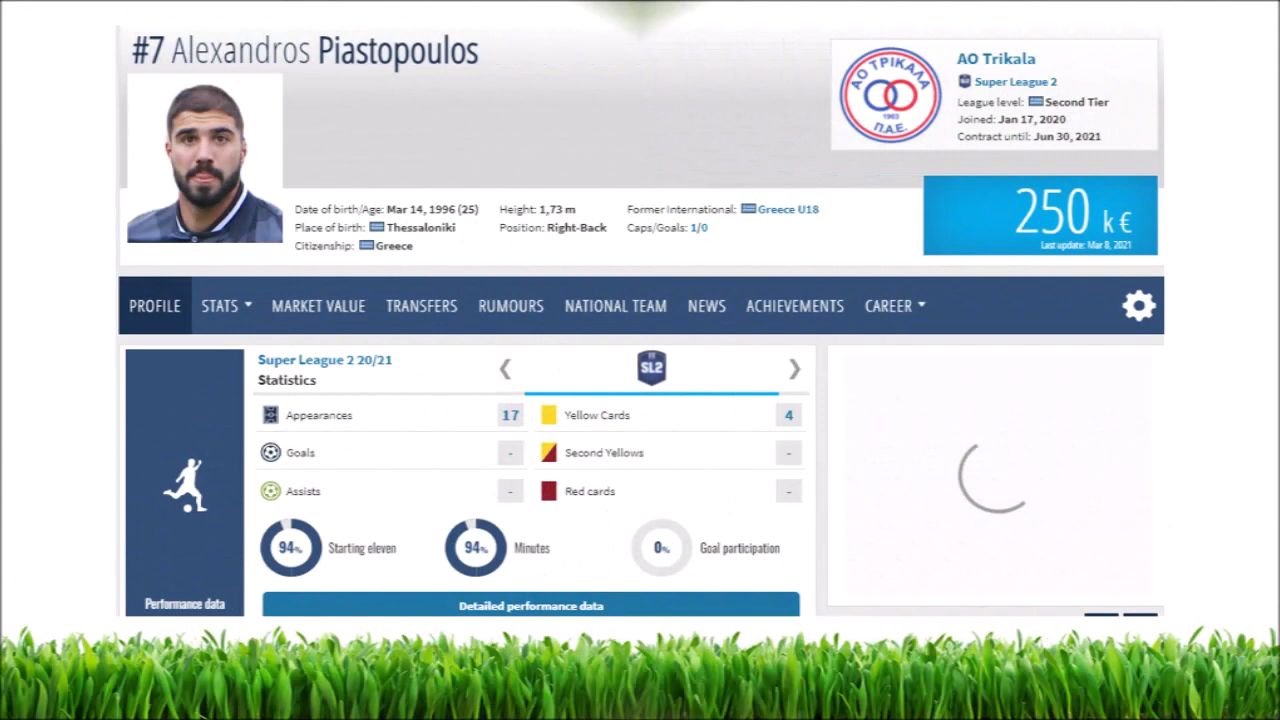 #7 Alexandros Piastopoulos
ΑΟ ΤΡΙΚΑΛΑ
1963
Π.Α.Ε.
AO Trikala
Super League 2
League level: Second Tier
Joined: Jan 17, 2020
Contract until: Jun 30, 2021
Date of birth/Age: Mar 14, 1996 (25)
Place of birth: Thessaloniki
Citizenship: Greece
Height: 1,73 m
Position: Right-Back
Former International: Greece U18
Caps/Goals: 1/0
250 k €
Last update: Mar 8, 2021
PROFILE STATS MARKET VALUE TRANSFERS RUMOURS NATIONAL TEAM NEWS ACHIEVEMENTS CAREER
Performance data
Super League 2 20/21
Statistics
SL2
Appearances 17 Yellow Cards 4
Goals - Second Yellows -
Assists - Red cards -
94% Starting eleven 94% Minutes 0% Goal participation
Detailed performance data